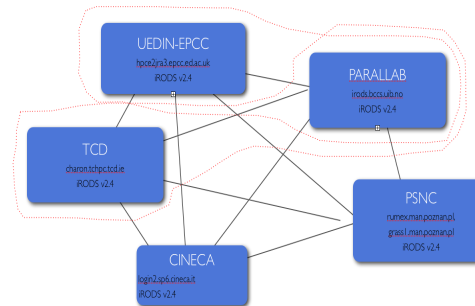 UEDIN-EPCC
hpce2jra3.epcc.ed.ac.uk
iRODS v2.4
PARALLAB
irods.bccs.uib.no
iRODS v2.4
TCD
charon.tchpc.tcd.ie
iRODS v2.4
PSNC
rumex.man.poznan.pl,
grass1.man.poznan.pl
iRODS v2.4
CINECA
login2.sp6.cineca.it
iRODS v2.4